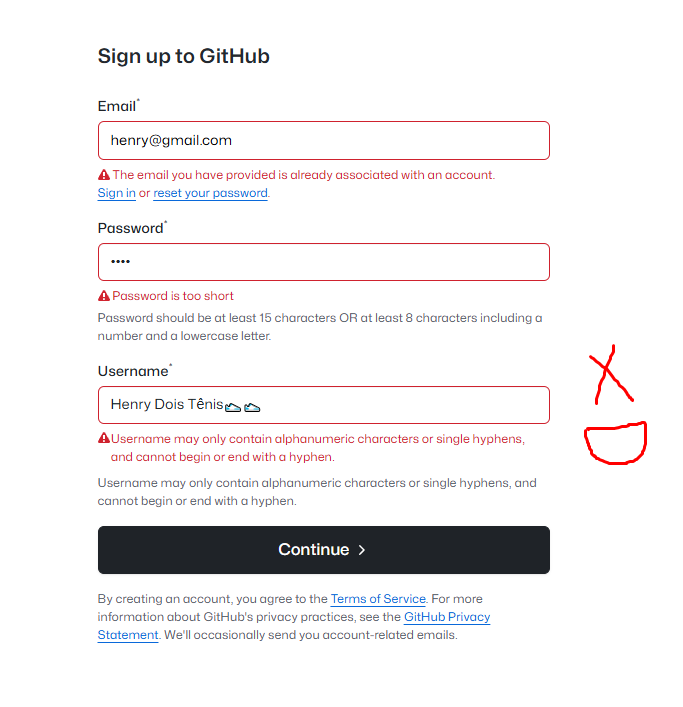 Sign up to GitHub
Email*
henry@gmail.com
The email you have provided is already associated with an account.
Sign in or reset your password.
Password*
••••
Password is too short
Password should be at least 15 characters OR at least 8 characters including a
number and a lowercase letter.
Username*
Henry Dois Tênis👟👟
Username may only contain alphanumeric characters or single hyphens,
and cannot begin or end with a hyphen.
Username may only contain alphanumeric characters or single hyphens, and
cannot begin or end with a hyphen.
Continue >
By creating an account, you agree to the Terms of Service. For more
information about GitHub's privacy practices, see the GitHub Privacy
Statement. We'll occasionally send you account-related emails.